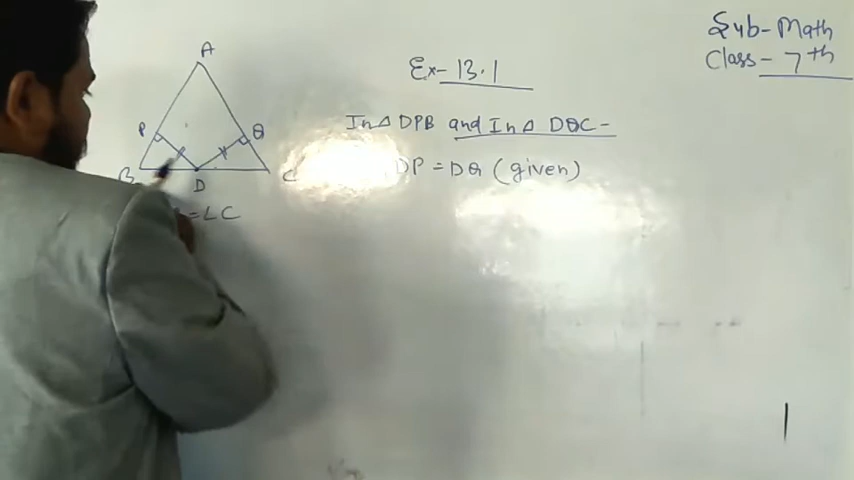 Sub-Math
Class-7th
Ex-13.1
In△ DPB and In△ DQC-
DP = DQ (given)
A
P
Q
B
D
C
=∠C